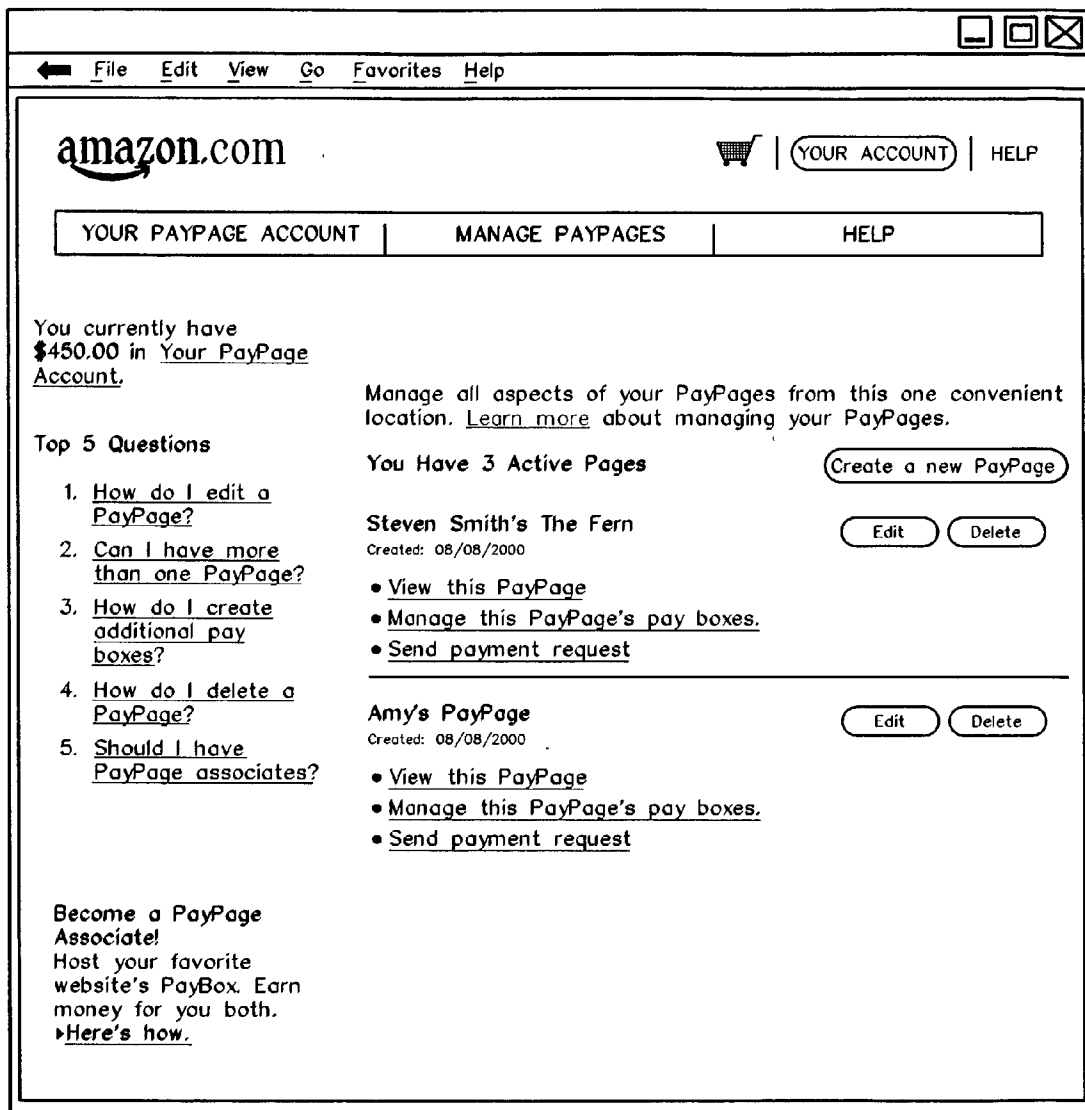 File Edit View Go Favorites Help
amazon.com
YOUR ACCOUNT HELP
YOUR PAYPAGE ACCOUNT MANAGE PAYPAGES HELP
You currently have
$450.00 in Your PayPage
Account.
Top 5 Questions
1. How do I edit a
PayPage?
2. Can I have more
than one PayPage?
3. How do I create
additional pay
boxes?
4. How do I delete a
PayPage?
5. Should I have
PayPage associates?
Become a PayPage
Associate!
Host your favorite
website's PayBox. Earn
money for you both.
Here's how.
Manage all aspects of your PayPages from this one convenient
location. Learn more about managing your PayPages.
You Have 3 Active Pages Create a new PayPage
Steven Smith's The Fern Edit Delete
Created: 08/08/2000
• View this PayPage
• Manage this PayPage's pay boxes.
• Send payment request
Amy's PayPage Edit Delete
Created: 08/08/2000
• View this PayPage
• Manage this PayPage's pay boxes.
• Send payment request